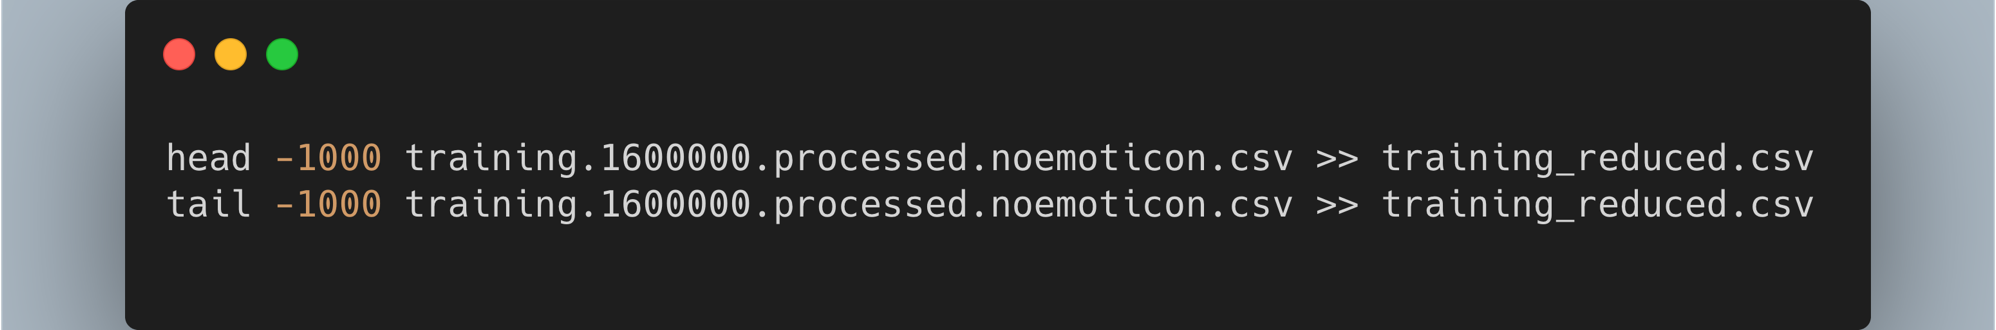 head -1000 training.1600000.processed.noemoticon.csv >> training_reduced.csv
tail -1000 training.1600000.processed.noemoticon.csv >> training_reduced.csv